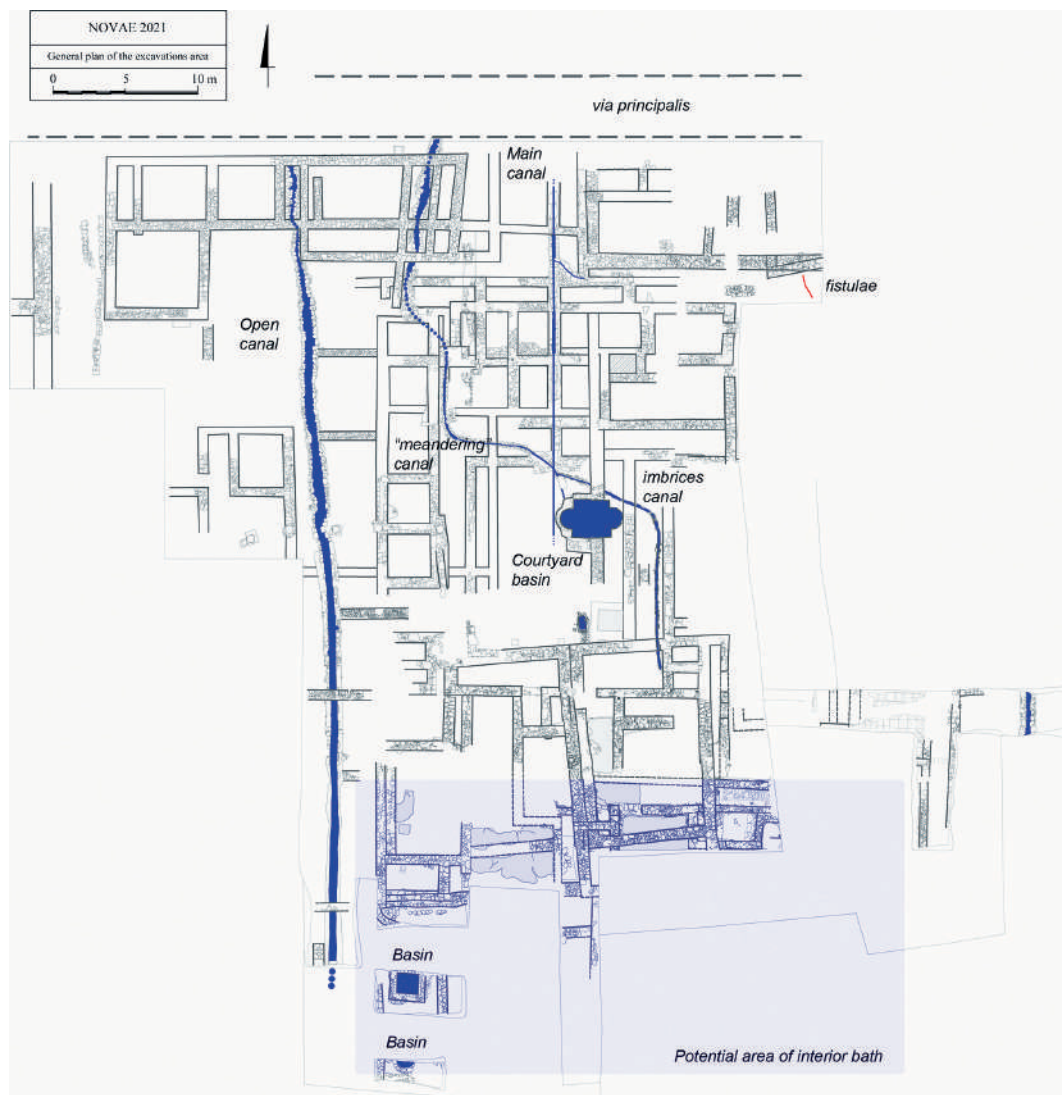 NOVAE 2021
General plan of the excavations area
0 5 10 m
via principalis
Main
canal
fistulae
Open
canal
"meandering"
canal
imbrices
canal
Courtyard
basin
Basin
Basin
Potential area of interior bath